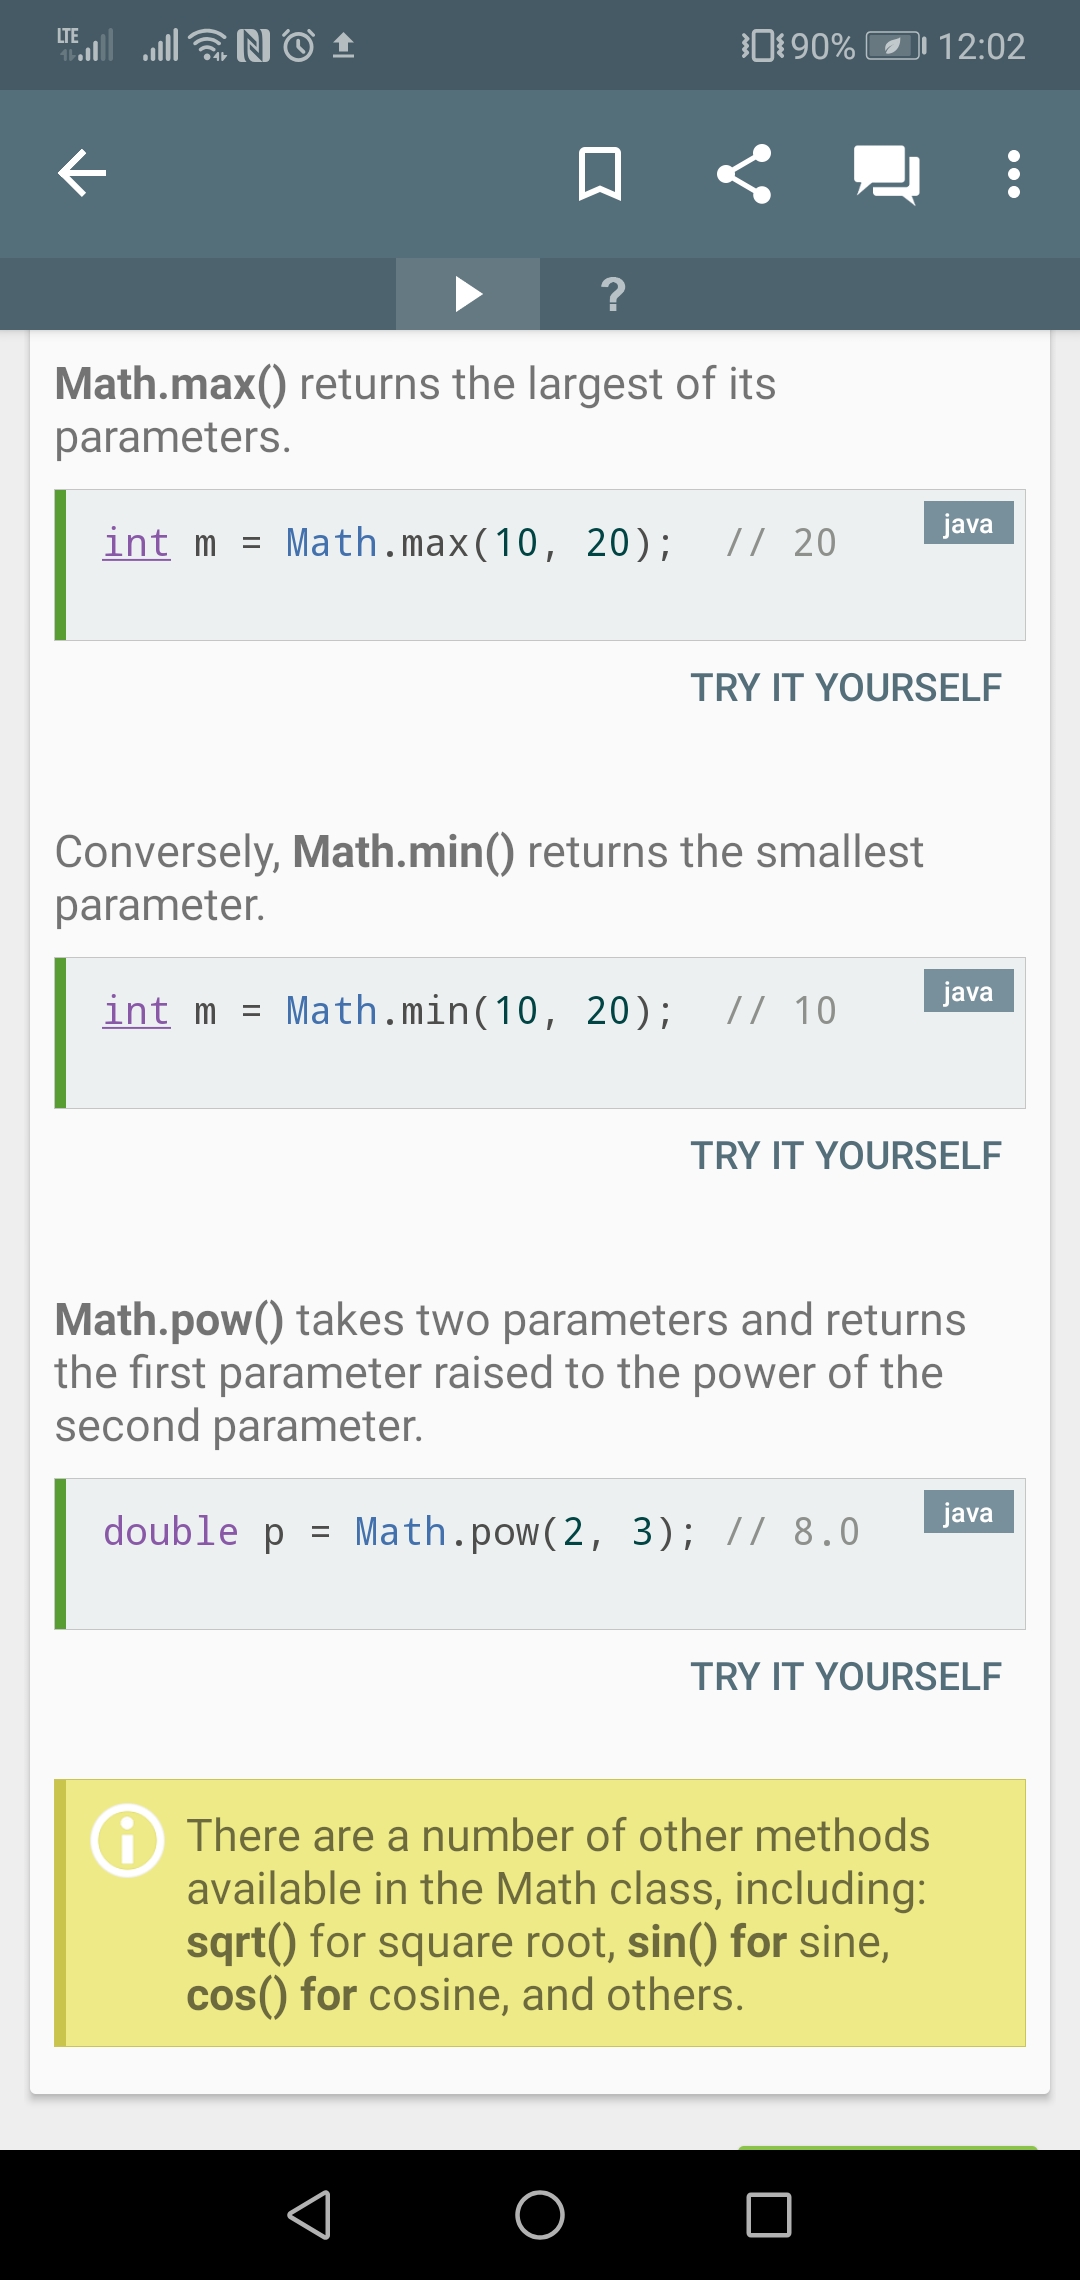 LTE 90% 12:02
?
Math.max() returns the largest of its
parameters.
java
int m = Math.max(10, 20);  // 20
TRY IT YOURSELF
Conversely, Math.min() returns the smallest
parameter.
java
int m = Math.min(10, 20);  // 10
TRY IT YOURSELF
Math.pow() takes two parameters and returns
the first parameter raised to the power of the
second parameter.
java
double p = Math.pow(2, 3); // 8.0
TRY IT YOURSELF
There are a number of other methods
available in the Math class, including:
sqrt() for square root, sin() for sine,
cos() for cosine, and others.